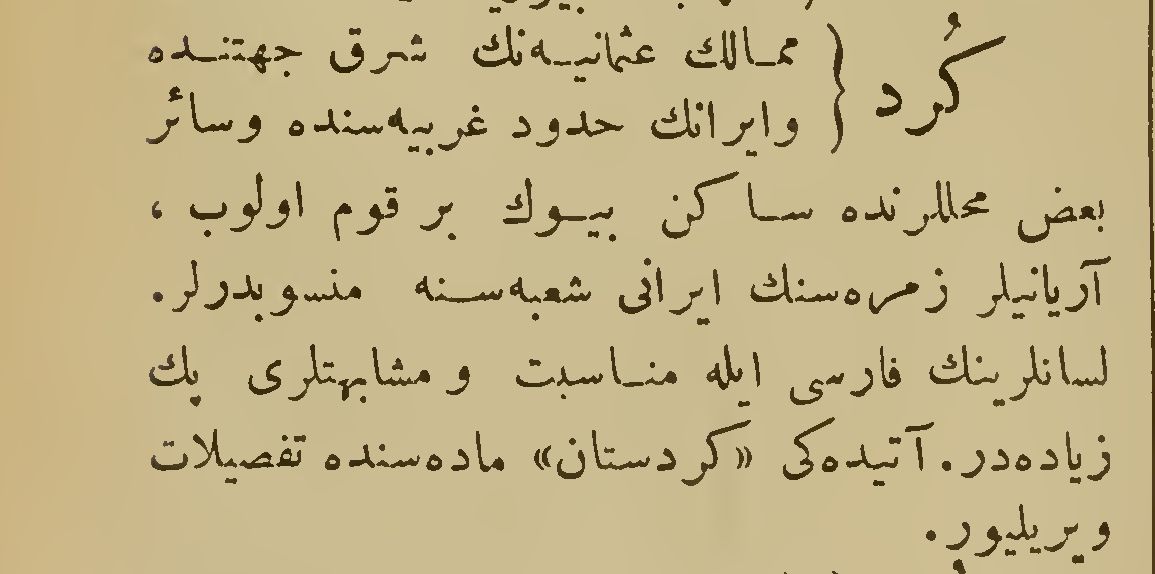 كُرد } ممالك عثمانيه‌نك شرق جهتنده
وايرانك حدود غربيه‌سنده وسائر
بعض محللرنده ساكن بيوك بر قوم اولوب ،
آريانيلر زمره‌سنك ايرانى شعبه‌سنه منسوبدرلر.
لسانلرينك فارسى ايله مناسبت و مشابهتلرى پك
زياده‌در. آتيده‌كى «كردستان» ماده‌سنده تفصيلات
ويريليور.